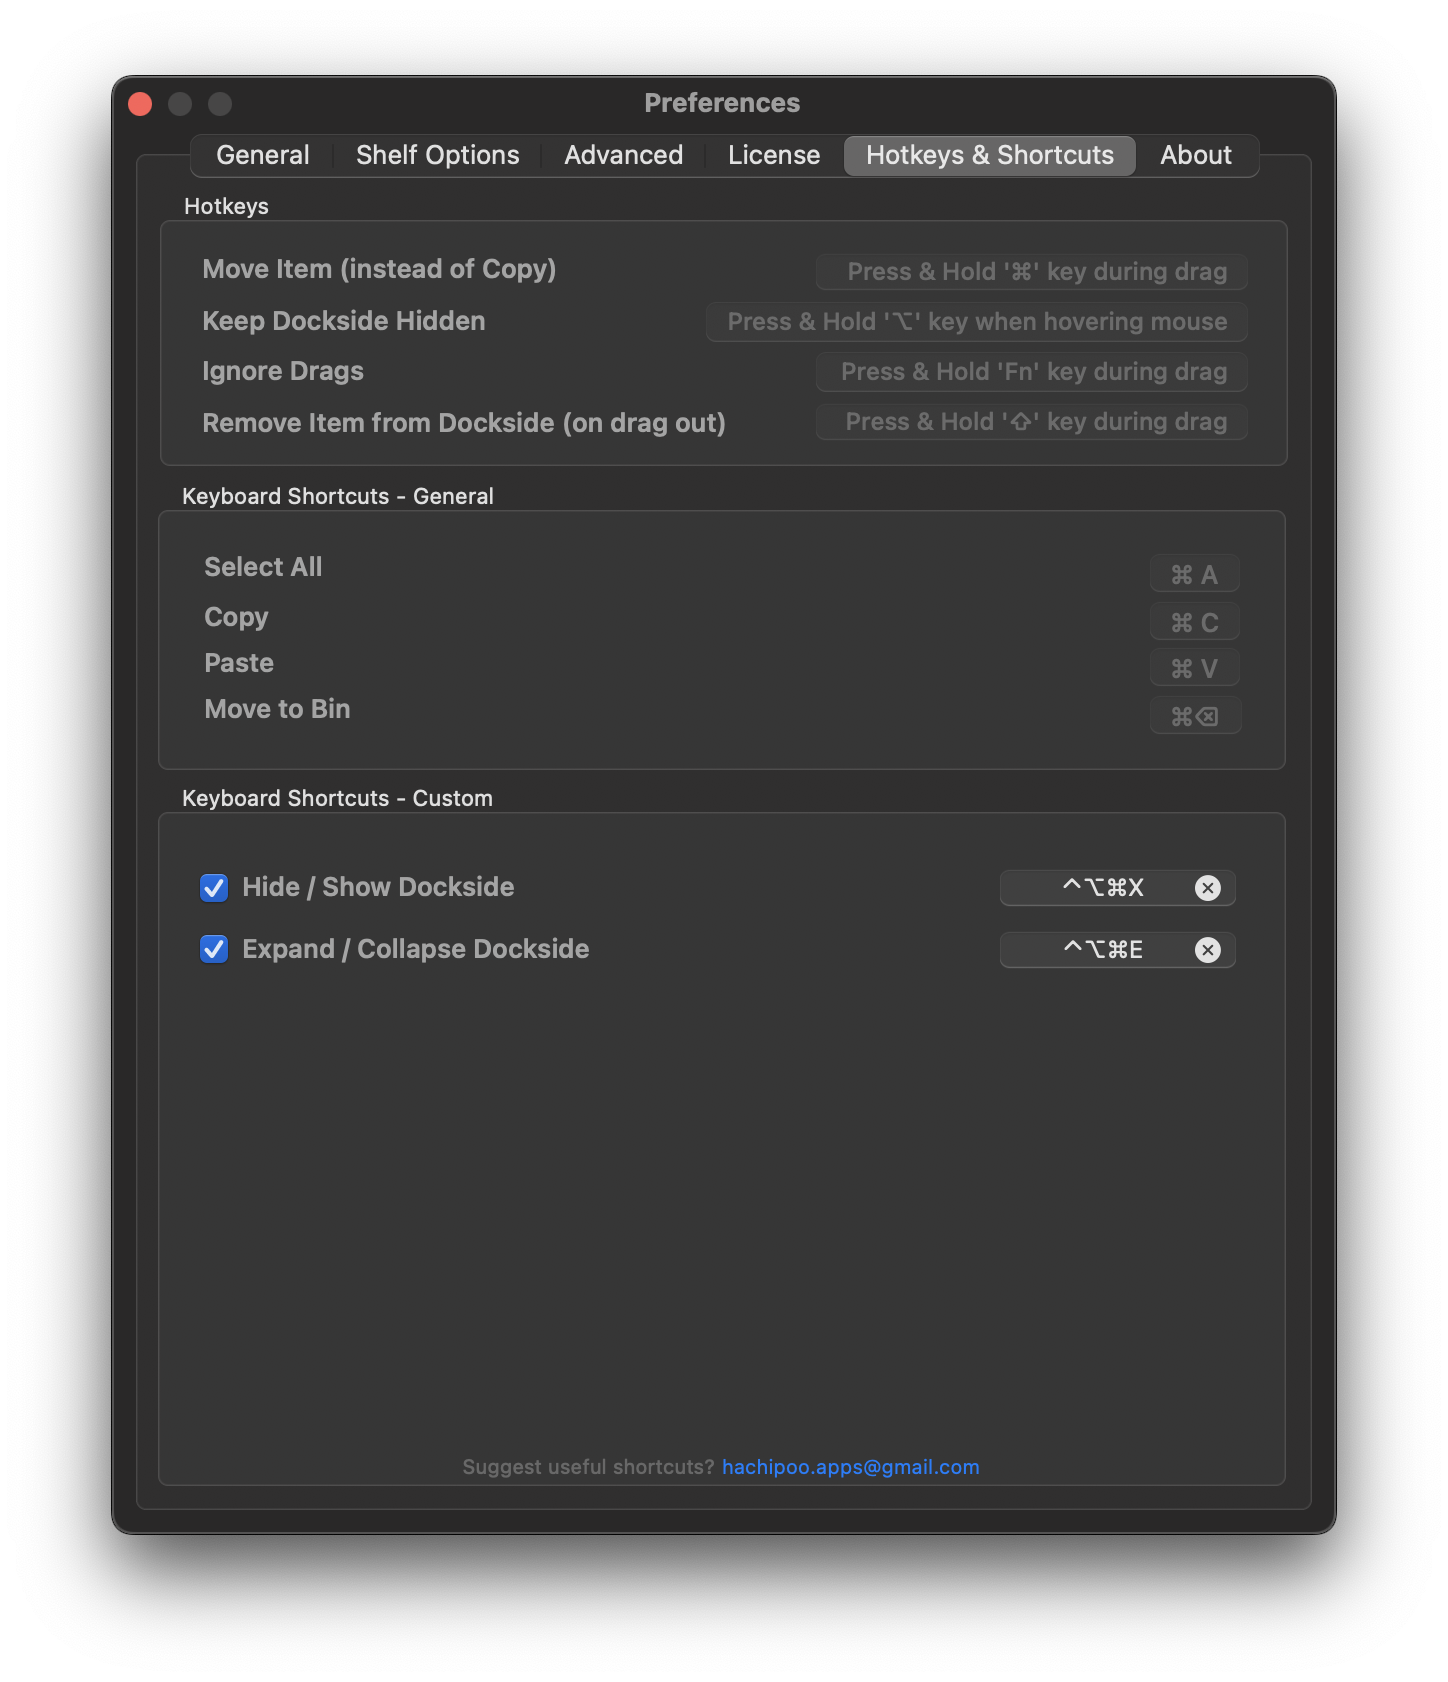 Preferences
General Shelf Options Advanced License Hotkeys & Shortcuts About
Hotkeys
Move Item (instead of Copy) Press & Hold '⌘' key during drag
Keep Dockside Hidden Press & Hold '⌥' key when hovering mouse
Ignore Drags Press & Hold 'Fn' key during drag
Remove Item from Dockside (on drag out) Press & Hold '⇧' key during drag
Keyboard Shortcuts - General
Select All ⌘ A
Copy ⌘ C
Paste ⌘ V
Move to Bin ⌘⌫
Keyboard Shortcuts - Custom
Hide / Show Dockside ^⌥⌘X
Expand / Collapse Dockside ^⌥⌘E
Suggest useful shortcuts? hachipoo.apps@gmail.com